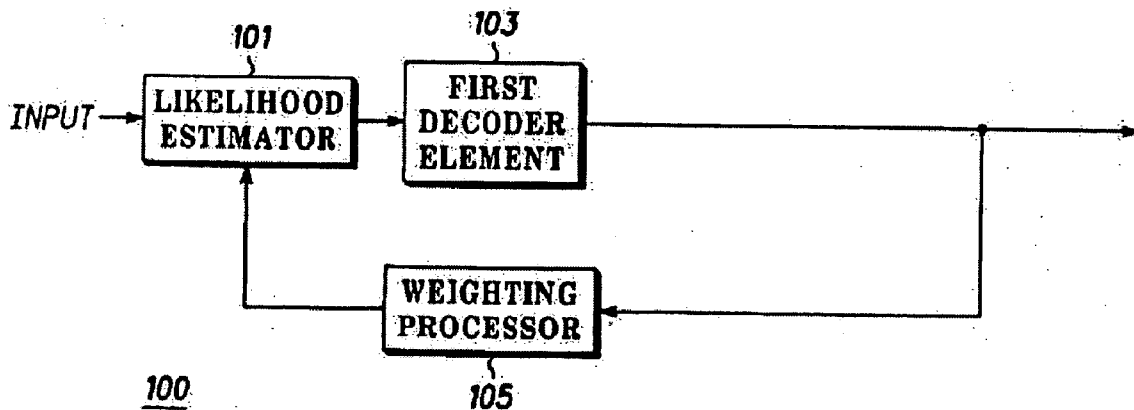 101
103
INPUT
LIKELIHOOD
ESTIMATOR
FIRST
DECODER
ELEMENT
WEIGHTING
PROCESSOR
105
100